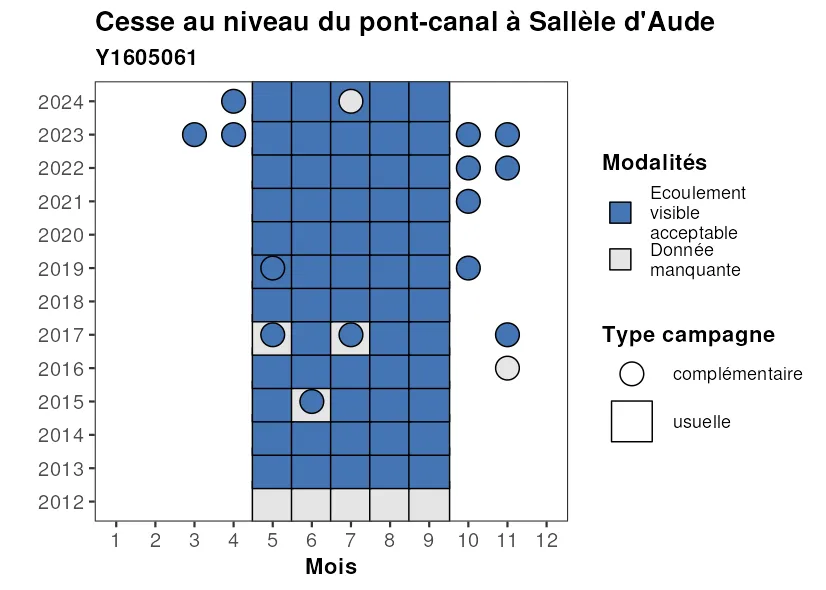 Cesse au niveau du pont-canal à Sallèle d'Aude
Y1605061
2024
2023
2022
2021
2020
2019
2018
2017
2016
2015
2014
2013
2012
1 2 3 4 5 6 7 8 9 10 11 12
Mois
Modalités
Ecoulement
visible
acceptable
Donnée
manquante
Type campagne
complémentaire
usuelle